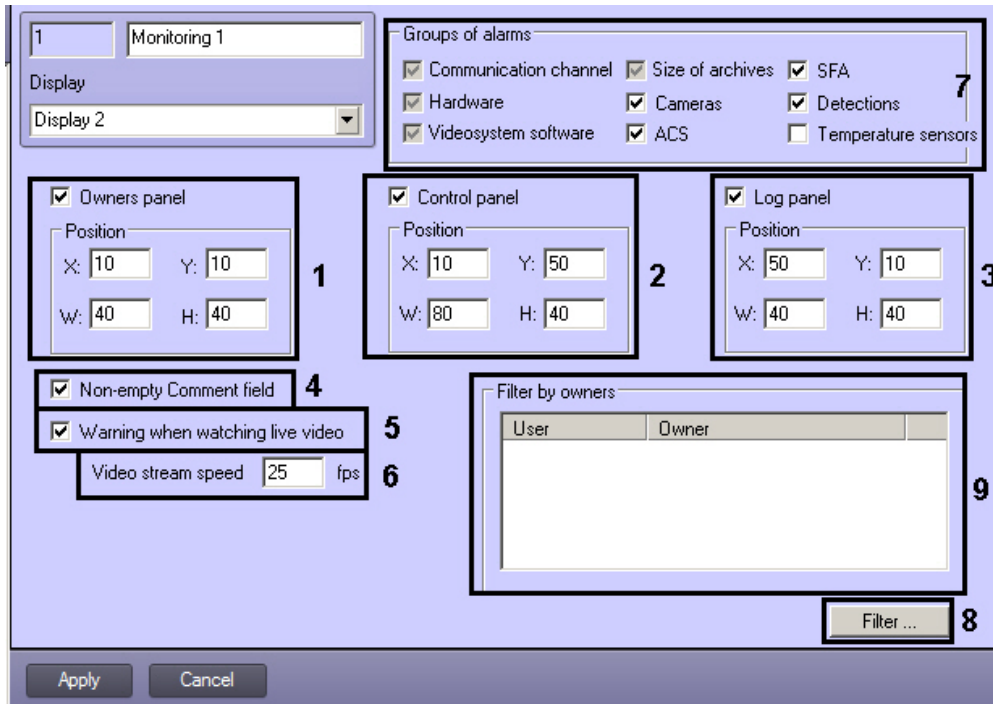 1
Monitoring 1
Display
Display 2
Groups of alarms
Communication channel
Size of archives
SFA
Hardware
Cameras
Detections
Videosystem software
ACS
Temperature sensors
7
Owners panel
Position
X: 10 Y: 10
W: 40 H: 40
1
Control panel
Position
X: 10 Y: 50
W: 80 H: 40
2
Log panel
Position
X: 50 Y: 10
W: 40 H: 40
3
Non-empty Comment field
4
Warning when watching live video
5
Video stream speed 25 fps
6
Filter by owners
User Owner
9
Filter ...
8
Apply Cancel